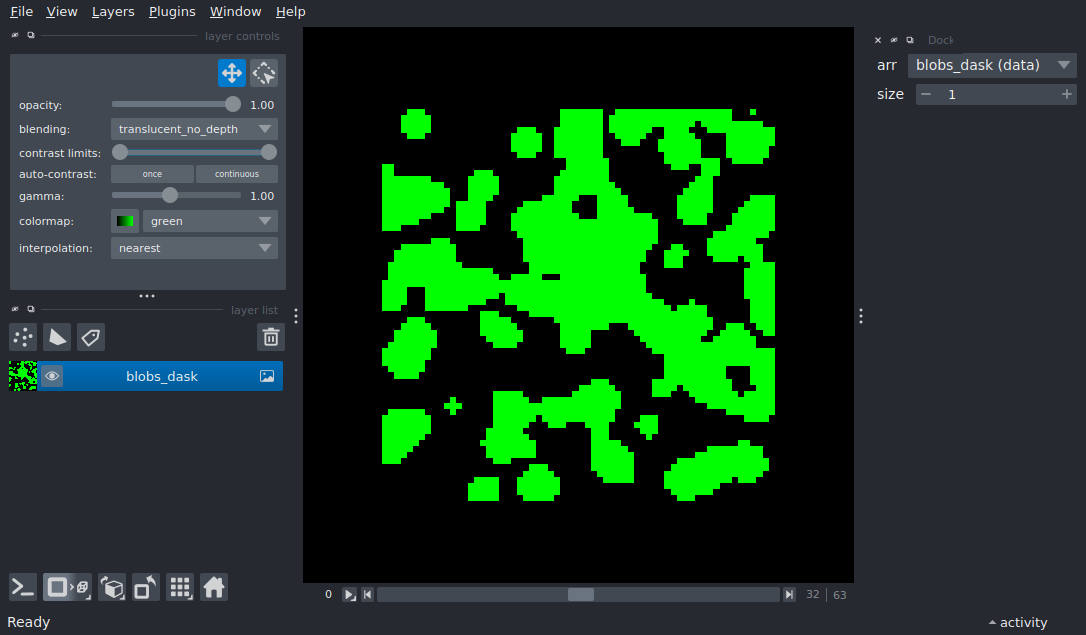 File View Layers Plugins Window Help
layer controls
opacity: 1.00
blending: translucent_no_depth
contrast limits:
auto-contrast: once continuous
gamma: 1.00
colormap: green
interpolation: nearest
layer list
blobs_dask
0 32 | 63
Ready
activity
Dock
arr blobs_dask (data)
size 1